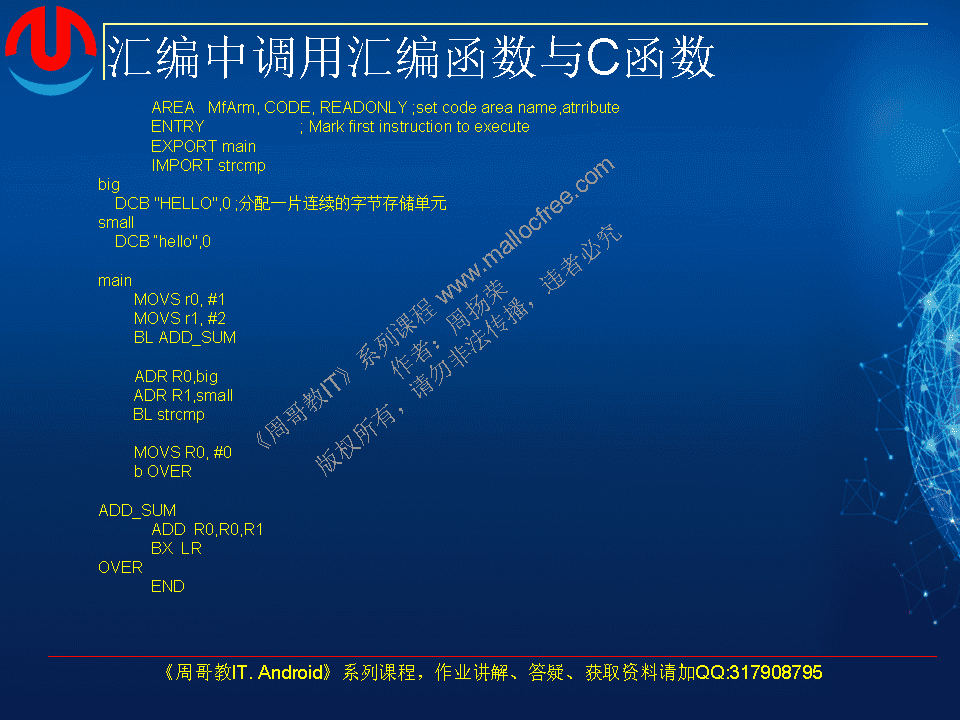 汇编中调用汇编函数与C函数
AREA MfArm, CODE, READONLY ;set code area name,atrribute
ENTRY ; Mark first instruction to execute
EXPORT main
IMPORT strcmp
big
DCB "HELLO",0 ;分配一片连续的字节存储单元
small
DCB "hello",0
main
MOVS r0, #1
MOVS r1, #2
BL ADD_SUM
ADR R0,big
ADR R1,small
BL strcmp
MOVS R0, #0
b OVER
ADD_SUM
ADD R0,R0,R1
BX LR
OVER
END
《周哥教IT》系列课程 www.mallocfree.com
作者：周扬荣
版权所有，请勿非法传播，违者必究
《周哥教IT. Android》系列课程，作业讲解、答疑、获取资料请加QQ:317908795